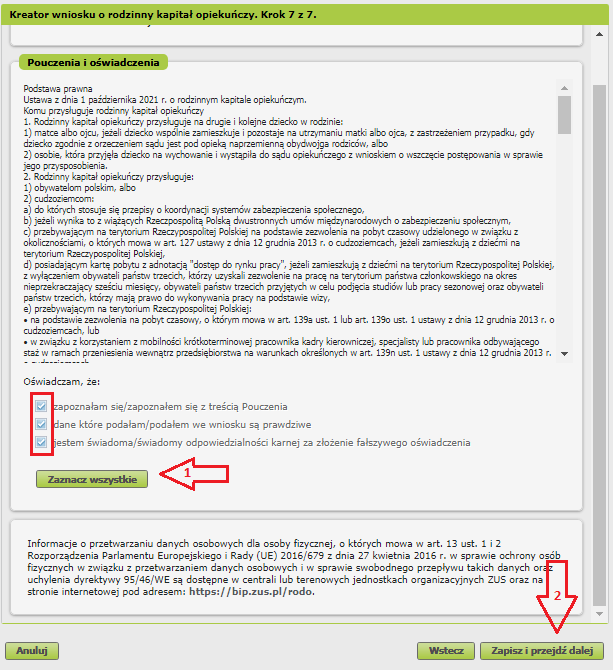 Kreator wniosku o rodzinny kapitał opiekuńczy. Krok 7 z 7.
Pouczenia i oświadczenia
Podstawa prawna
Ustawa z dnia 1 października 2021 r. o rodzinnym kapitale opiekuńczym.
Komu przysługuje rodzinny kapitał opiekuńczy
1. Rodzinny kapitał opiekuńczy przysługuje na drugie i kolejne dziecko w rodzinie:
1) matce albo ojcu, jeżeli dziecko wspólnie zamieszkuje i pozostaje na utrzymaniu matki albo ojca, z zastrzeżeniem przypadku, gdy
dziecko zgodnie z orzeczeniem sądu jest pod opieką naprzemienną obydwojga rodziców, albo
2) osobie, która przyjęła dziecko na wychowanie i wystąpiła do sądu opiekuńczego z wnioskiem o wszczęcie postępowania w sprawie
jego przysposobienia.
2. Rodzinny kapitał opiekuńczy przysługuje:
1) obywatelom polskim, albo
2) cudzoziemcom:
a) do których stosuje się przepisy o koordynacji systemów zabezpieczenia społecznego,
b) jeżeli wynika to z wiążących Rzeczpospolitą Polską dwustronnych umów międzynarodowych o zabezpieczeniu społecznym,
c) przebywającym na terytorium Rzeczypospolitej Polskiej na podstawie zezwolenia na pobyt czasowy udzielonego w związku z
okolicznościami, o których mowa w art. 127 ustawy z dnia 12 grudnia 2013 r. o cudzoziemcach, jeżeli zamieszkują z dziećmi na
terytorium Rzeczypospolitej Polskiej,
d) posiadającym kartę pobytu z adnotacją "dostęp do rynku pracy", jeżeli zamieszkują z dziećmi na terytorium Rzeczypospolitej Polskiej,
z wyłączeniem obywateli państw trzecich, którzy uzyskali zezwolenie na pracę na terytorium państwa członkowskiego na okres
nieprzekraczający sześciu miesięcy, obywateli państw trzecich przyjętych w celu podjęcia studiów lub pracy sezonowej oraz obywateli
państw trzecich, którzy mają prawo do wykonywania pracy na podstawie wizy,
e) przebywającym na terytorium Rzeczypospolitej Polskiej:
• na podstawie zezwolenia na pobyt czasowy, o którym mowa w art. 139a ust. 1 lub art. 139o ust. 1 ustawy z dnia 12 grudnia 2013 r. o
cudzoziemcach, lub
• w związku z korzystaniem z mobilności krótkoterminowej pracownika kadry kierowniczej, specjalisty lub pracownika odbywającego
staż w ramach przeniesienia wewnątrz przedsiębiorstwa na warunkach określonych w art. 139n ust. 1 ustawy z dnia 12 grudnia 2013 r.
o cudzoziemcach
Oświadczam, że:
zapoznałam się/zapoznałem się z treścią Pouczenia
dane które podałam/podałem we wniosku są prawdziwe
jestem świadoma/świadomy odpowiedzialności karnej za złożenie fałszywego oświadczenia
Zaznacz wszystkie
1
Informacje o przetwarzaniu danych osobowych dla osoby fizycznej, o których mowa w art. 13 ust. 1 i 2
Rozporządzenia Parlamentu Europejskiego i Rady (UE) 2016/679 z dnia 27 kwietnia 2016 r. w sprawie ochrony osób
fizycznych w związku z przetwarzaniem danych osobowych i w sprawie swobodnego przepływu takich danych oraz
uchylenia dyrektywy 95/46/WE są dostępne w centrali lub terenowych jednostkach organizacyjnych ZUS oraz na
stronie internetowej pod adresem: https://bip.zus.pl/rodo.
2
Anuluj
Wstecz
Zapisz i przejdź dalej